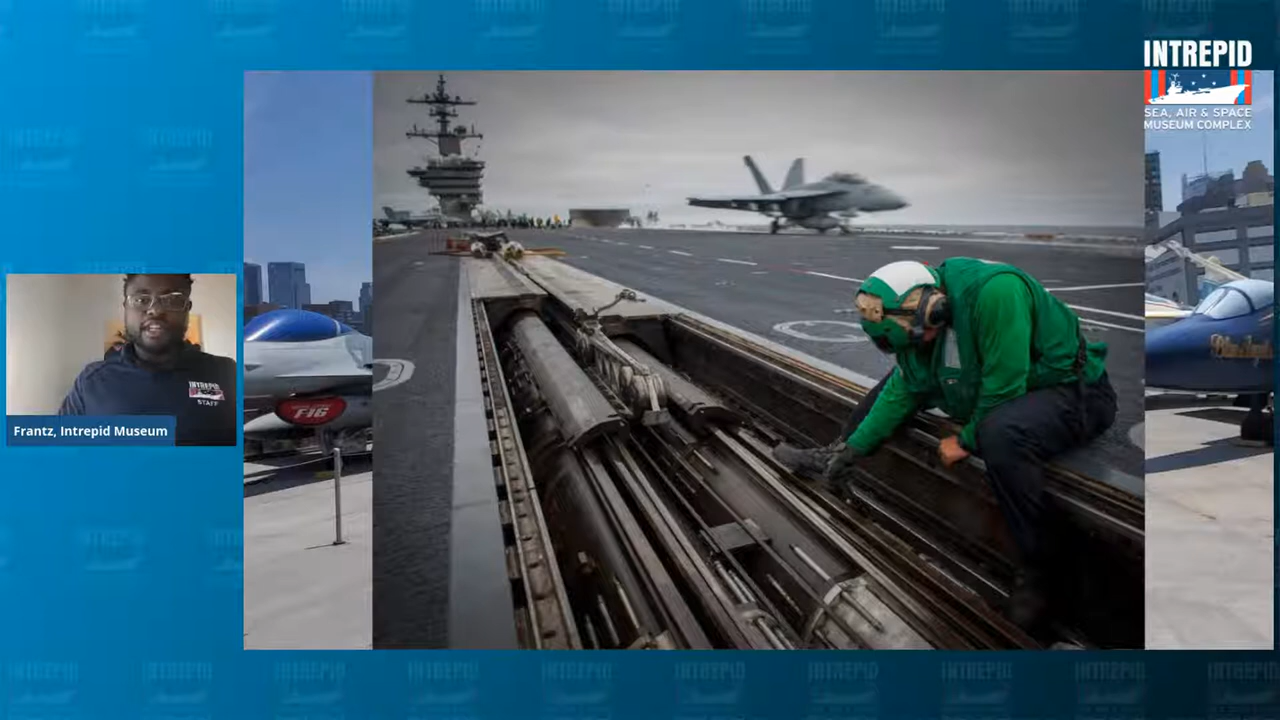 INTREPID
SEA, AIR & SPACE
MUSEUM COMPLEX
INTREPID
STAFF
Frantz, Intrepid Museum
F16